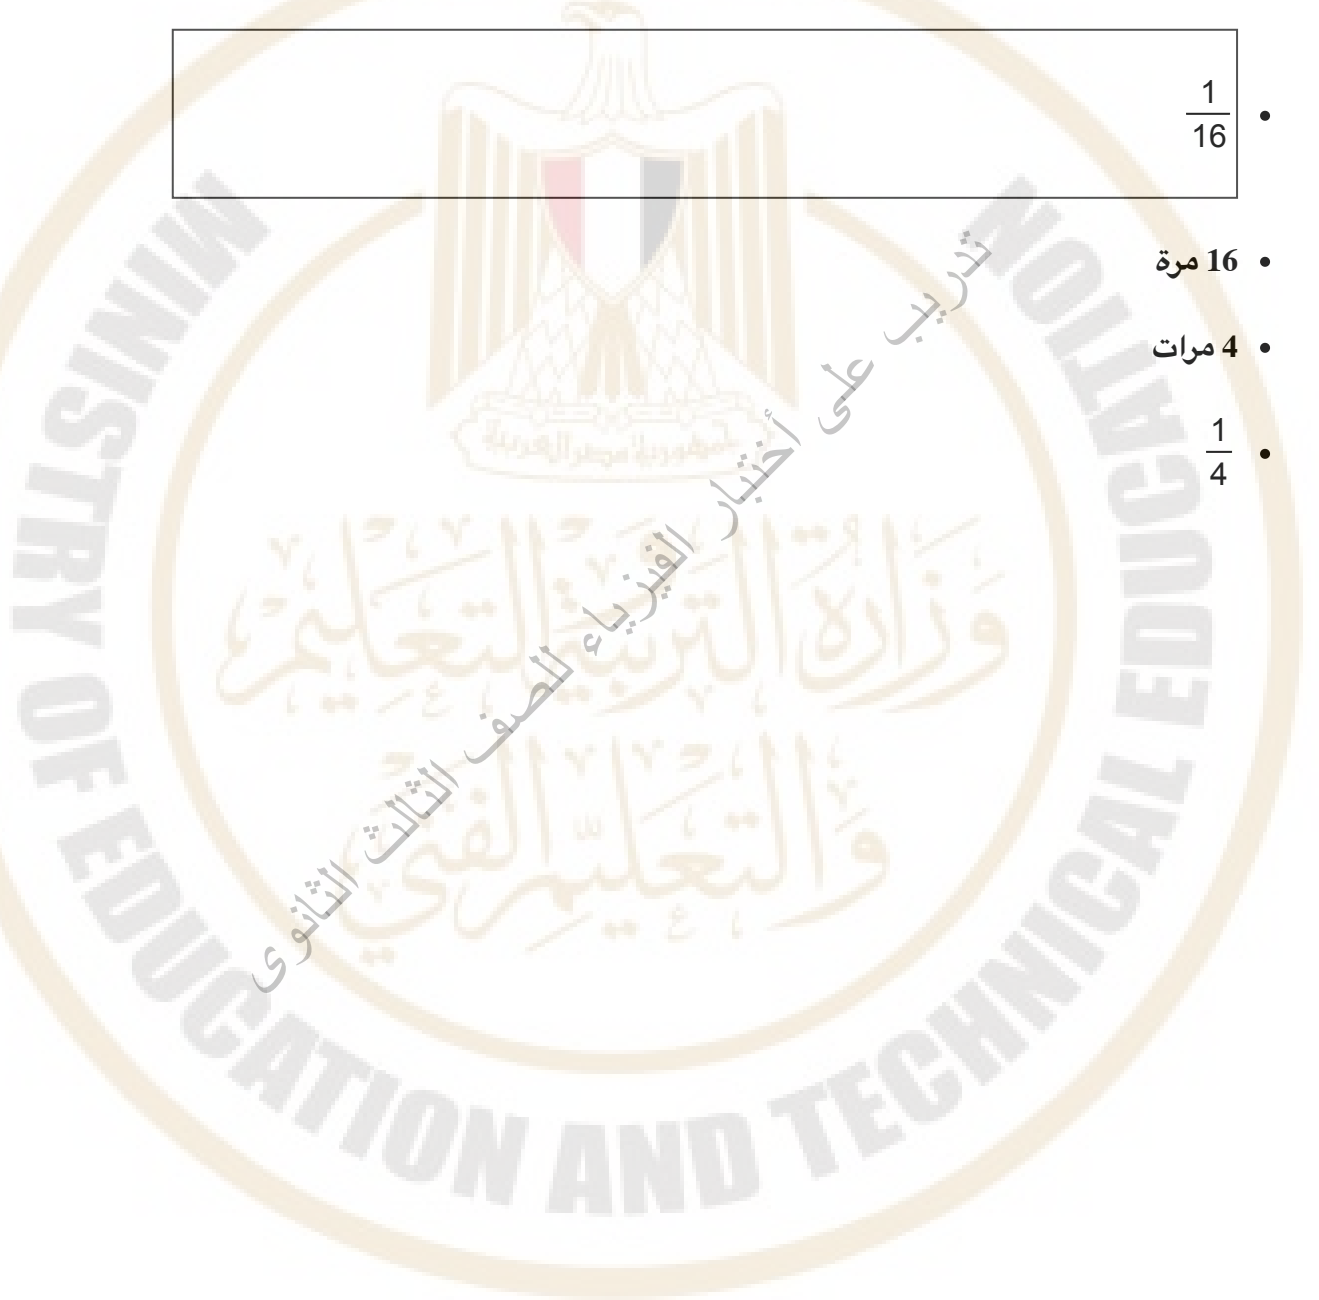 1
16
16 مرة
4 مرات
1
4
تدريب على أختبار الفيزياء للصف الثالث الثانوى
جمهورية مصر العربية
وزارة التربية والتعليم
والتعليم الفني
MINISTRY OF EDUCATION AND TECHNICAL EDUCATION